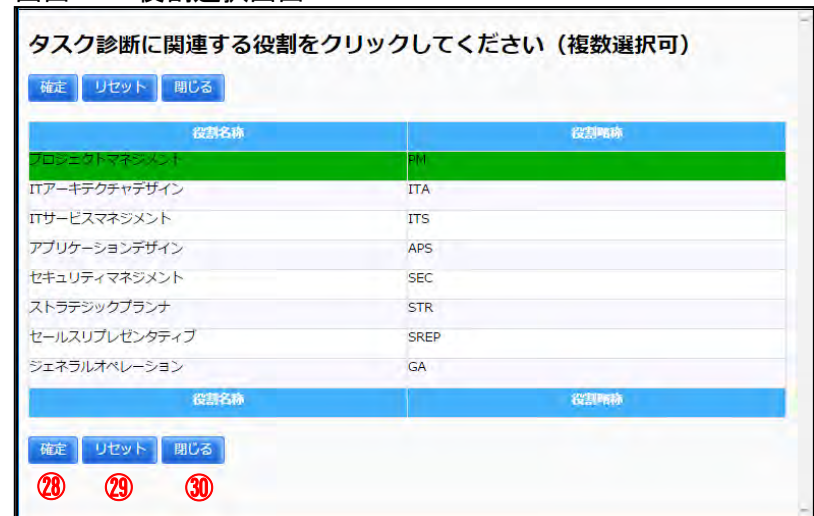 タスク診断に関連する役割をクリックしてください（複数選択可）
確定 リセット 閉じる
役割名称 役割略称
プロジェクトマネジメント PM
ITアーキテクチャデザイン ITA
ITサービスマネジメント ITS
アプリケーションデザイン APS
セキュリティマネジメント SEC
ストラテジックプランナ STR
セールスリプレゼンタティブ SREP
ジェネラルオペレーション GA
役割名称 役割略称
確定 リセット 閉じる
㉘ ㉙ ㉚